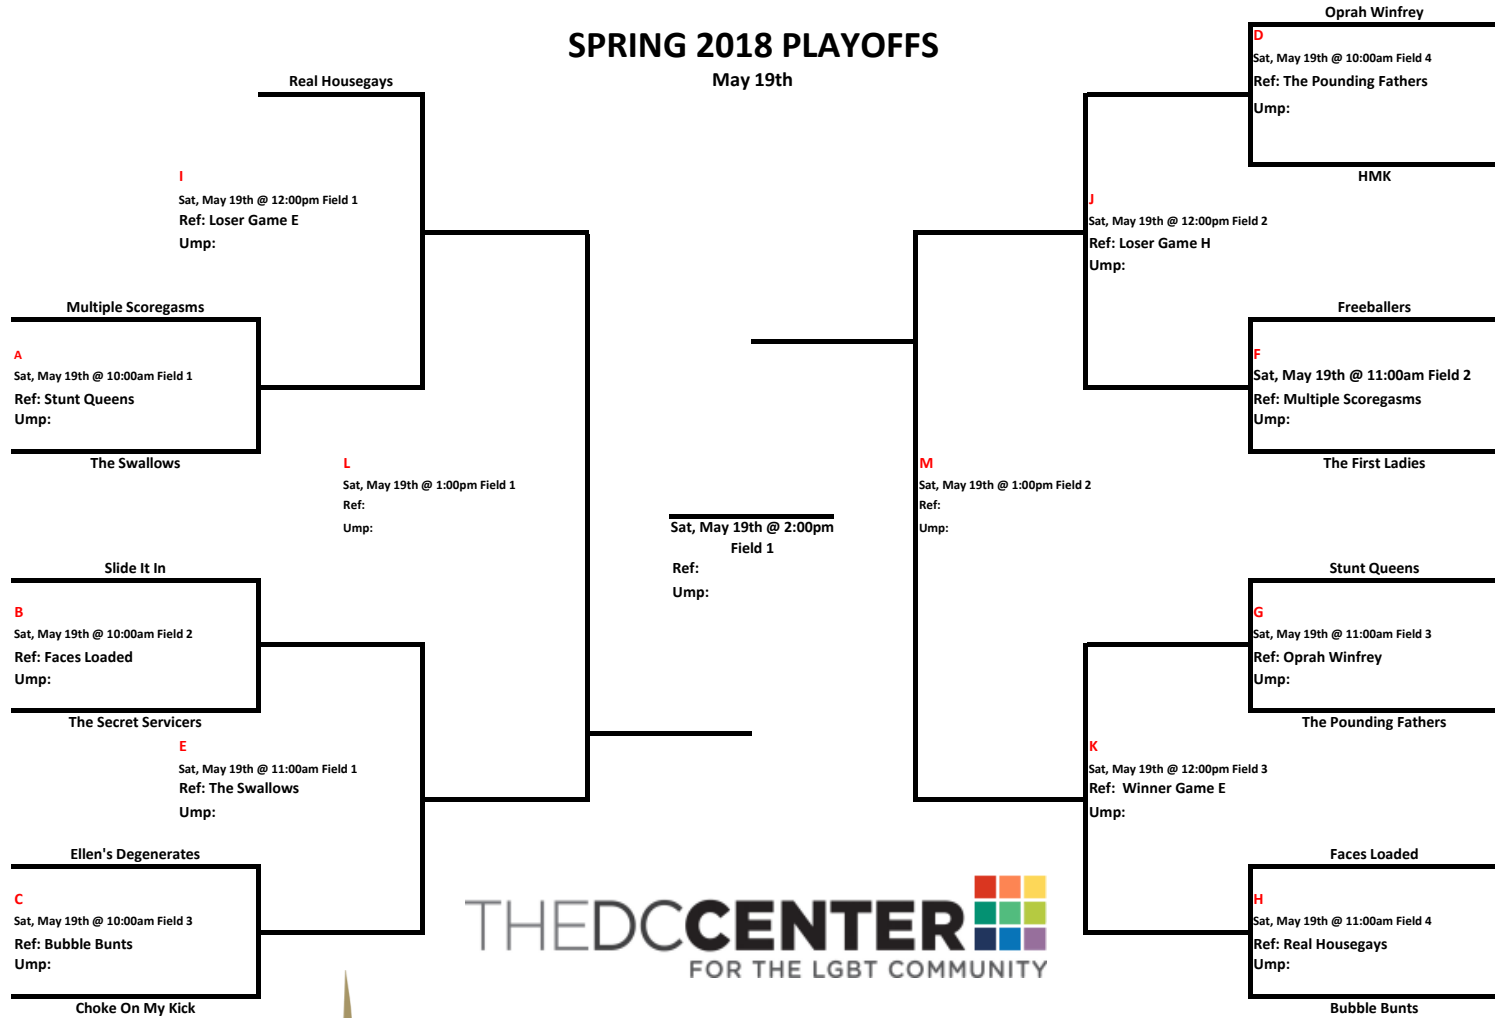 SPRING 2018 PLAYOFFS
May 19th
Real Housegays
I
Sat, May 19th @ 12:00pm Field 1
Ref: Loser Game E
Ump:
Multiple Scoregasms
A
Sat, May 19th @ 10:00am Field 1
Ref: Stunt Queens
Ump:
The Swallows
L
Sat, May 19th @ 1:00pm Field 1
Ref:
Ump:
Slide It In
B
Sat, May 19th @ 10:00am Field 2
Ref: Faces Loaded
Ump:
The Secret Servicers
E
Sat, May 19th @ 11:00am Field 1
Ref: The Swallows
Ump:
Ellen's Degenerates
C
Sat, May 19th @ 10:00am Field 3
Ref: Bubble Bunts
Ump:
Choke On My Kick
Sat, May 19th @ 2:00pm
Field 1
Ref:
Ump:
Oprah Winfrey
D
Sat, May 19th @ 10:00am Field 4
Ref: The Pounding Fathers
Ump:
HMK
J
Sat, May 19th @ 12:00pm Field 2
Ref: Loser Game H
Ump:
Freeballers
F
Sat, May 19th @ 11:00am Field 2
Ref: Multiple Scoregasms
Ump:
The First Ladies
M
Sat, May 19th @ 1:00pm Field 2
Ref:
Ump:
Stunt Queens
G
Sat, May 19th @ 11:00am Field 3
Ref: Oprah Winfrey
Ump:
The Pounding Fathers
K
Sat, May 19th @ 12:00pm Field 3
Ref: Winner Game E
Ump:
Faces Loaded
H
Sat, May 19th @ 11:00am Field 4
Ref: Real Housegays
Ump:
Bubble Bunts
THEDCCENTER
FOR THE LGBT COMMUNITY